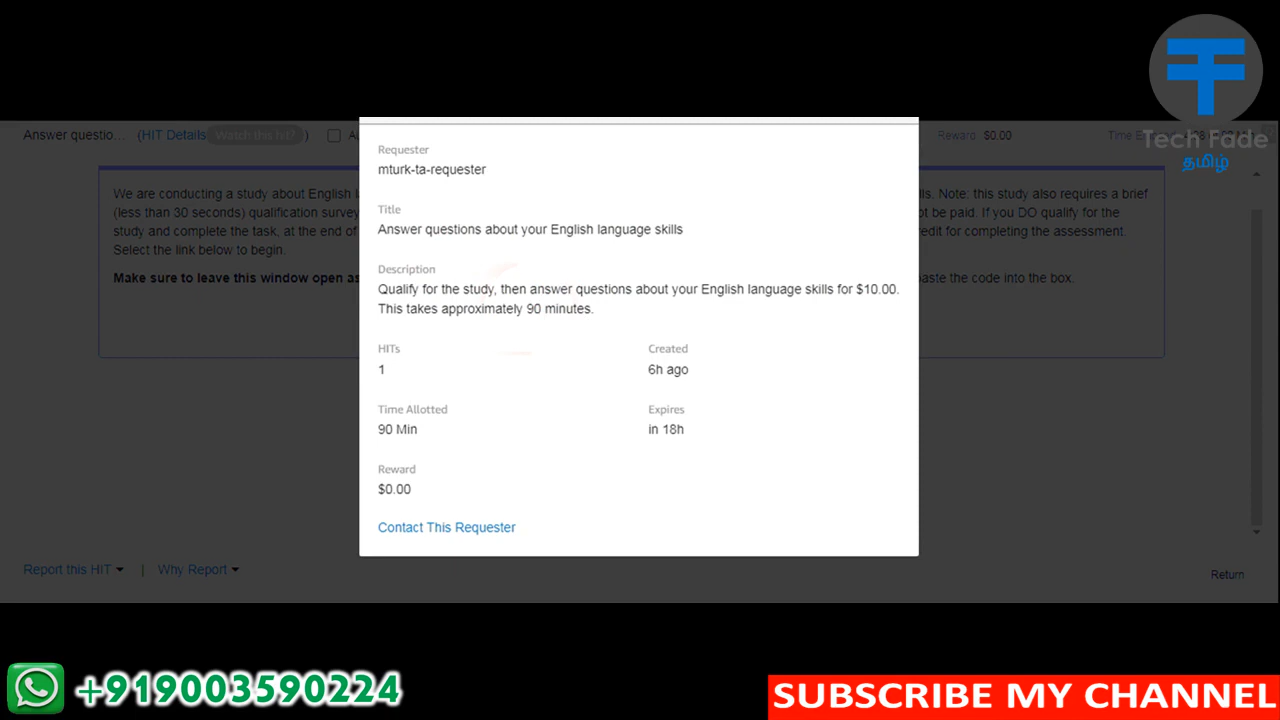 Tech Fade
தமிழ்
Answer questio... (HIT Details Watch this hit? ) A
Reward $0.00
We are conducting a study about English l
lls. Note: this study also requires a brief
(less than 30 seconds) qualification survey
ot be paid. If you DO qualify for the
study and complete the task, at the end of
redit for completing the assessment.
Select the link below to begin.
Make sure to leave this window open as
paste the code into the box.
Requester
mturk-ta-requester
Title
Answer questions about your English language skills
Description
Qualify for the study, then answer questions about your English language skills for $10.00.
This takes approximately 90 minutes.
HITs
Created
1
6h ago
Time Allotted
Expires
90 Min
in 18h
Reward
$0.00
Contact This Requester
Report this HIT | Why Report
Return
+919003590224
SUBSCRIBE MY CHANNEL